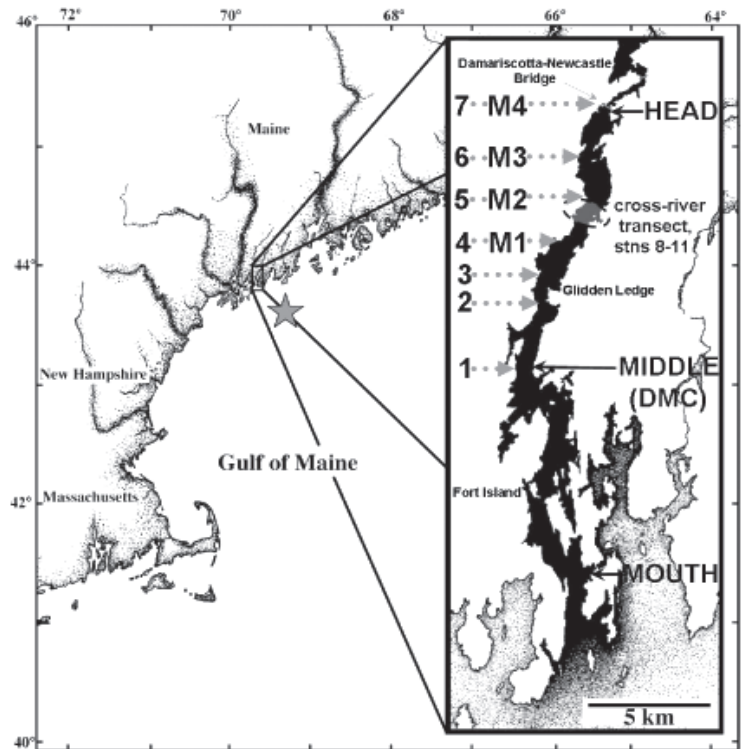 46°
72°
70°
68°
66°
64°
Damariscotta-Newcastle
Bridge
7 M4
HEAD
Maine
6 M3
5 M2
cross-river
transect,
stns 8-11
4 M1
44°
3
Glidden Ledge
2
1
MIDDLE
(DMC)
New Hampshire
Gulf of Maine
Massachusetts
Fort Island
42°
MOUTH
5 km
40°